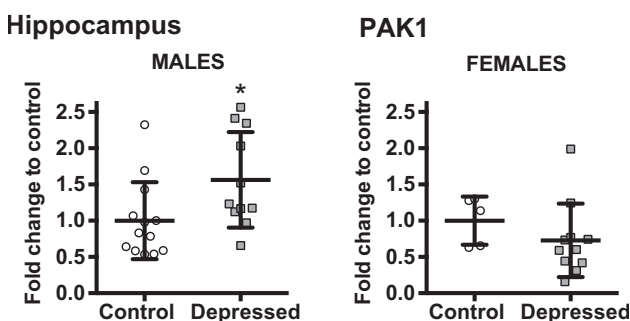 Hippocampus PAK1
MALES
FEMALES
*
Fold change to control
2.5
2.0
1.5
1.0
0.5
0.0
Control Depressed
Fold change to control
2.5
2.0
1.5
1.0
0.5
0.0
Control Depressed